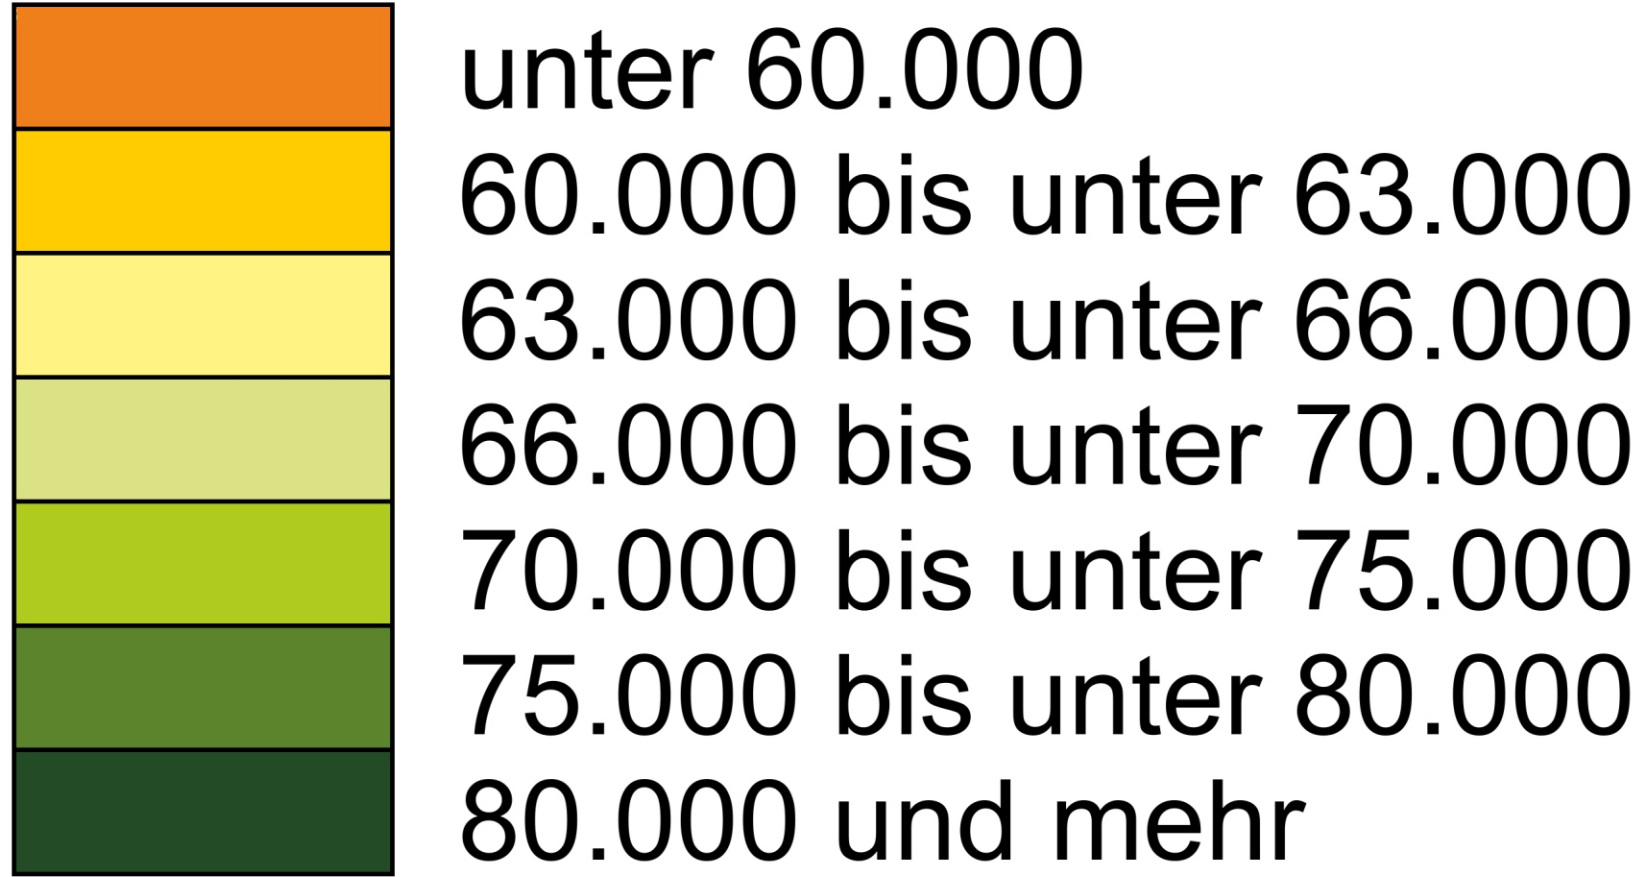 unter 60.000
60.000 bis unter 63.000
63.000 bis unter 66.000
66.000 bis unter 70.000
70.000 bis unter 75.000
75.000 bis unter 80.000
80.000 und mehr